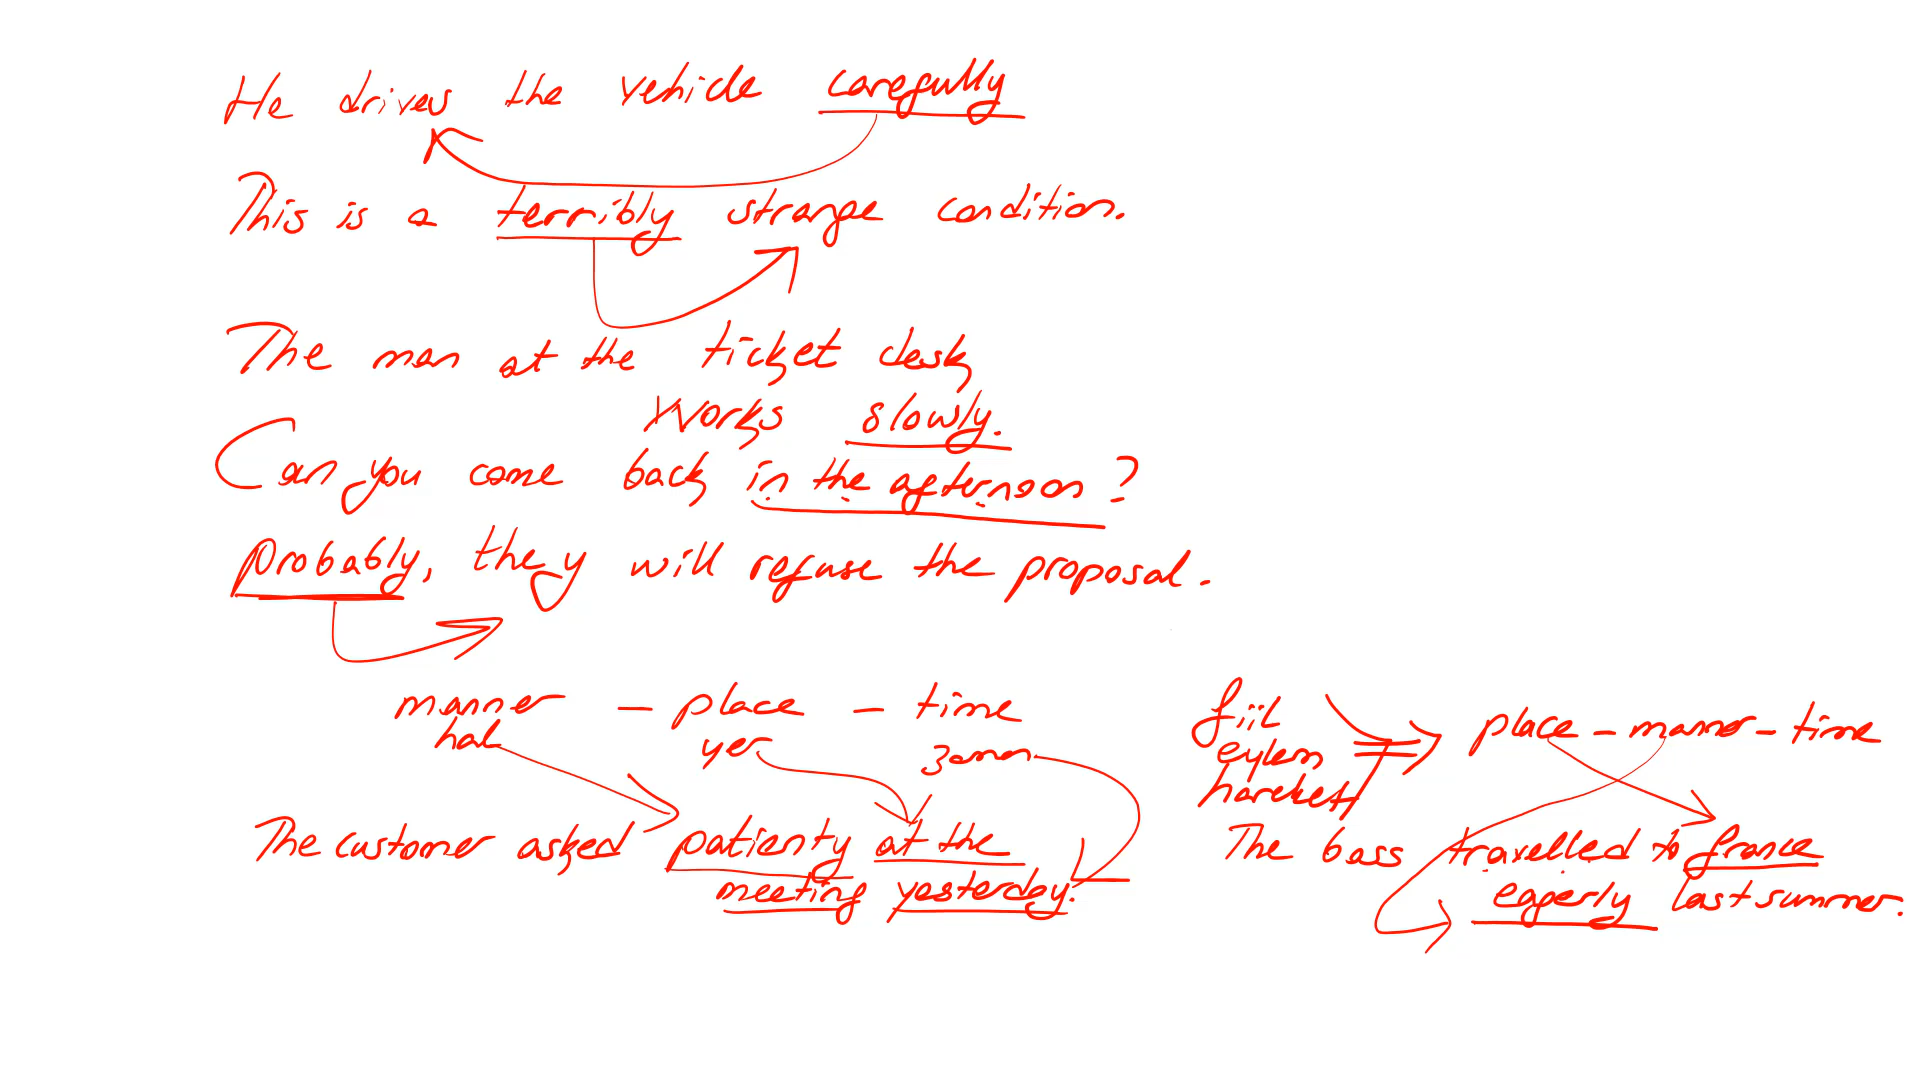 He drives the vehicle carefully
This is a terribly strange condition.
The man at the ticket desk
works slowly.
Can you come back in the afternoon?
Probably, they will refuse the proposal.
manner - place - time
hal yer zaman
The customer asked patienty at the
meeting yesterday.
fiil
eylem
hareket
place - manner - time
The boss travelled to france
eagerly last summer.